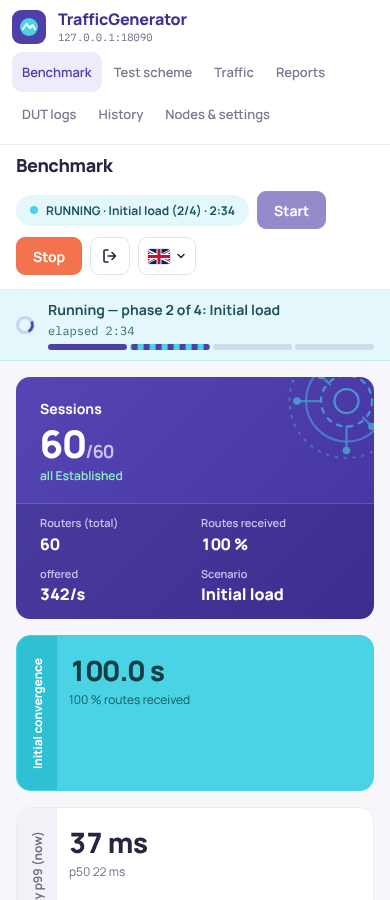 TrafficGenerator
127.0.0.1:18090
Benchmark
Test scheme
Traffic
Reports
DUT logs
History
Nodes & settings
Benchmark
RUNNING · Initial load (2/4) · 2:34
Start
Stop
Running — phase 2 of 4: Initial load
elapsed 2:34
Sessions
60/60
all Established
Routers (total)
60
Routes received
100 %
offered
342/s
Scenario
Initial load
Initial convergence
100.0 s
100 % routes received
p99 (now)
37 ms
p50 22 ms